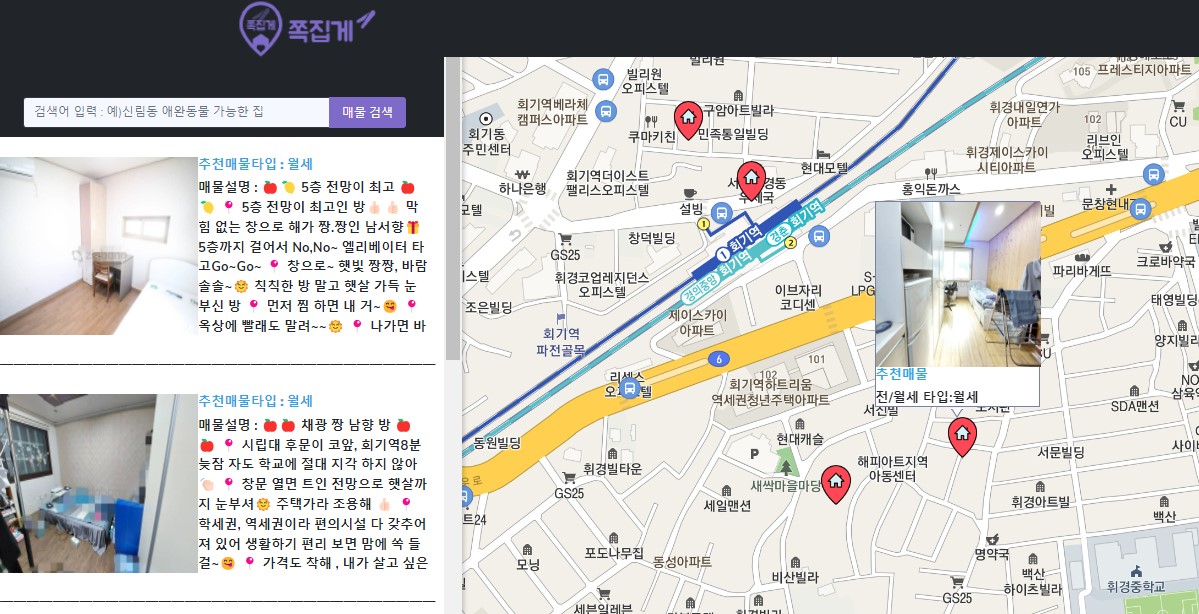 쪽집게
쪽집게
검색어 입력 : 예)신림동 애완동물 가능한 집
매물 검색
추천매물타입 : 월세
매물설명 : 🍎 🍋 5층 전망이 최고 🍎
🍋 📍 5층 전망이 최고인 방👍🏻 👍🏻 막
힘 없는 창으로 해가 짱.짱인 남서향🎁
5층까지 걸어서 No,No~ 엘리베이터 타
고Go~Go~ 📍 창으로~ 햇빛 짱짱, 바람
솔솔~🤗 칙칙한 방 말고 햇살 가득 눈
부신 방 📍 먼저 찜 하면 내 거~😋 📍
옥상에 빨래도 말려~~🤗 📍 나가면 바
추천매물타입 : 월세
매물설명 : 🍎🍎 채광 짱 남향 방 🍎
🍎 📍 시립대 후문이 코앞, 회기역8분
늦잠 자도 학교에 절대 지각 하지 않아
👏🏻 📍 창문 열면 트인 전망으로 햇살까
지 눈부셔🤗 주택가라 조용해 👍🏻 📍
학세권, 역세권이라 편의시설 다 갖추어
져 있어 생활하기 편리 보면 맘에 쏙 들
걸~😋 📍 가격도 착해 , 내가 살고 싶은
빌리원
빌리원
오피스텔
105
프레스티지아파트
회기역베라체
캠퍼스아파트
구암아트빌라
휘경내일연가
아파트
CU
회기동
주민센터
쿠마키친
민족통일빌딩
102
리브인
오피스텔
현대모텔
휘경제이스카이
시티아파트
하나은행
회기역더이스트
팰리스오피스텔
홍익돈까스
문창현대
모텔
설빙
1
창덕빌딩
1 회기역
경춘 회기역
2
경의중앙 회기역
GS25
파리바게뜨
크로바약국
스텔
휘경코업레지던스
오피스텔
이브자리
코디센
LPG
태영빌라
조은빌딩
제이스카이
아파트
회기역
파전골목
양지빌라
6
101
102
리센스
오피스텔
회기역하트리움
역세권청년주택아파트
추천매물
전/월세 타입:월세
서진빌
SDA맨션
동원빌딩
현대캐슬
서문빌딩
P
휘경빌타운
해피아트지역
아동센터
새싹마을마당
GS25
세일맨션
휘경아트빌
트24
백산
포도나무집
모닝
동성아파트
명약국
비산빌라
백산
하이츠빌라
휘경중학교
GS25
세븐일레븐